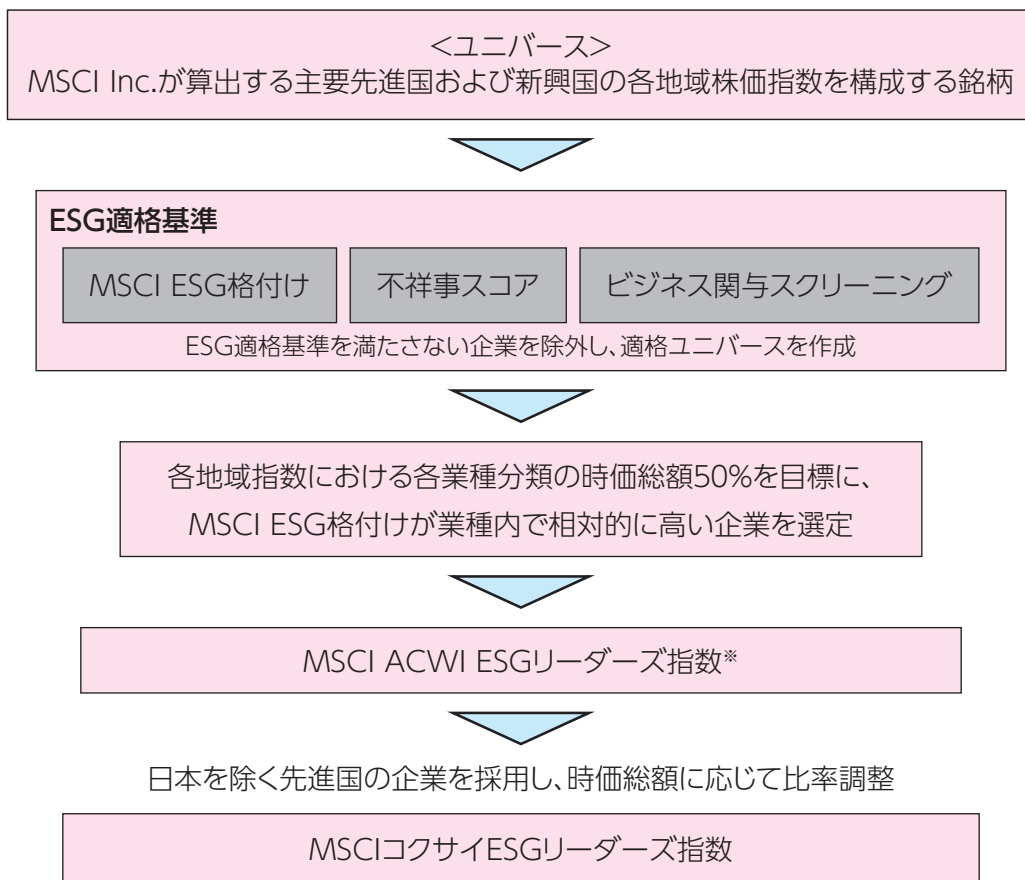 <ユニバース>
MSCI Inc.が算出する主要先進国および新興国の各地域株価指数を構成する銘柄
ESG適格基準
MSCI ESG格付け
不祥事スコア
ビジネス関与スクリーニング
ESG適格基準を満たさない企業を除外し、適格ユニバースを作成
各地域指数における各業種分類の時価総額50%を目標に、
MSCI ESG格付けが業種内で相対的に高い企業を選定
MSCI ACWI ESGリーダーズ指数※
日本を除く先進国の企業を採用し、時価総額に応じて比率調整
MSCIコクサイESGリーダーズ指数